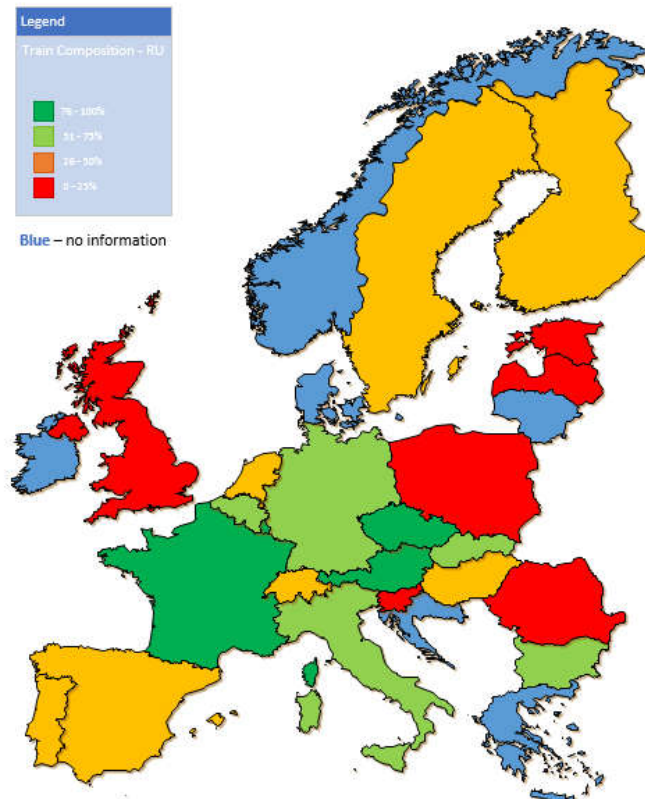 Legend
Train Composition - RU
76 - 100%
51 - 75%
26 - 50%
0 - 25%
Blue – no information